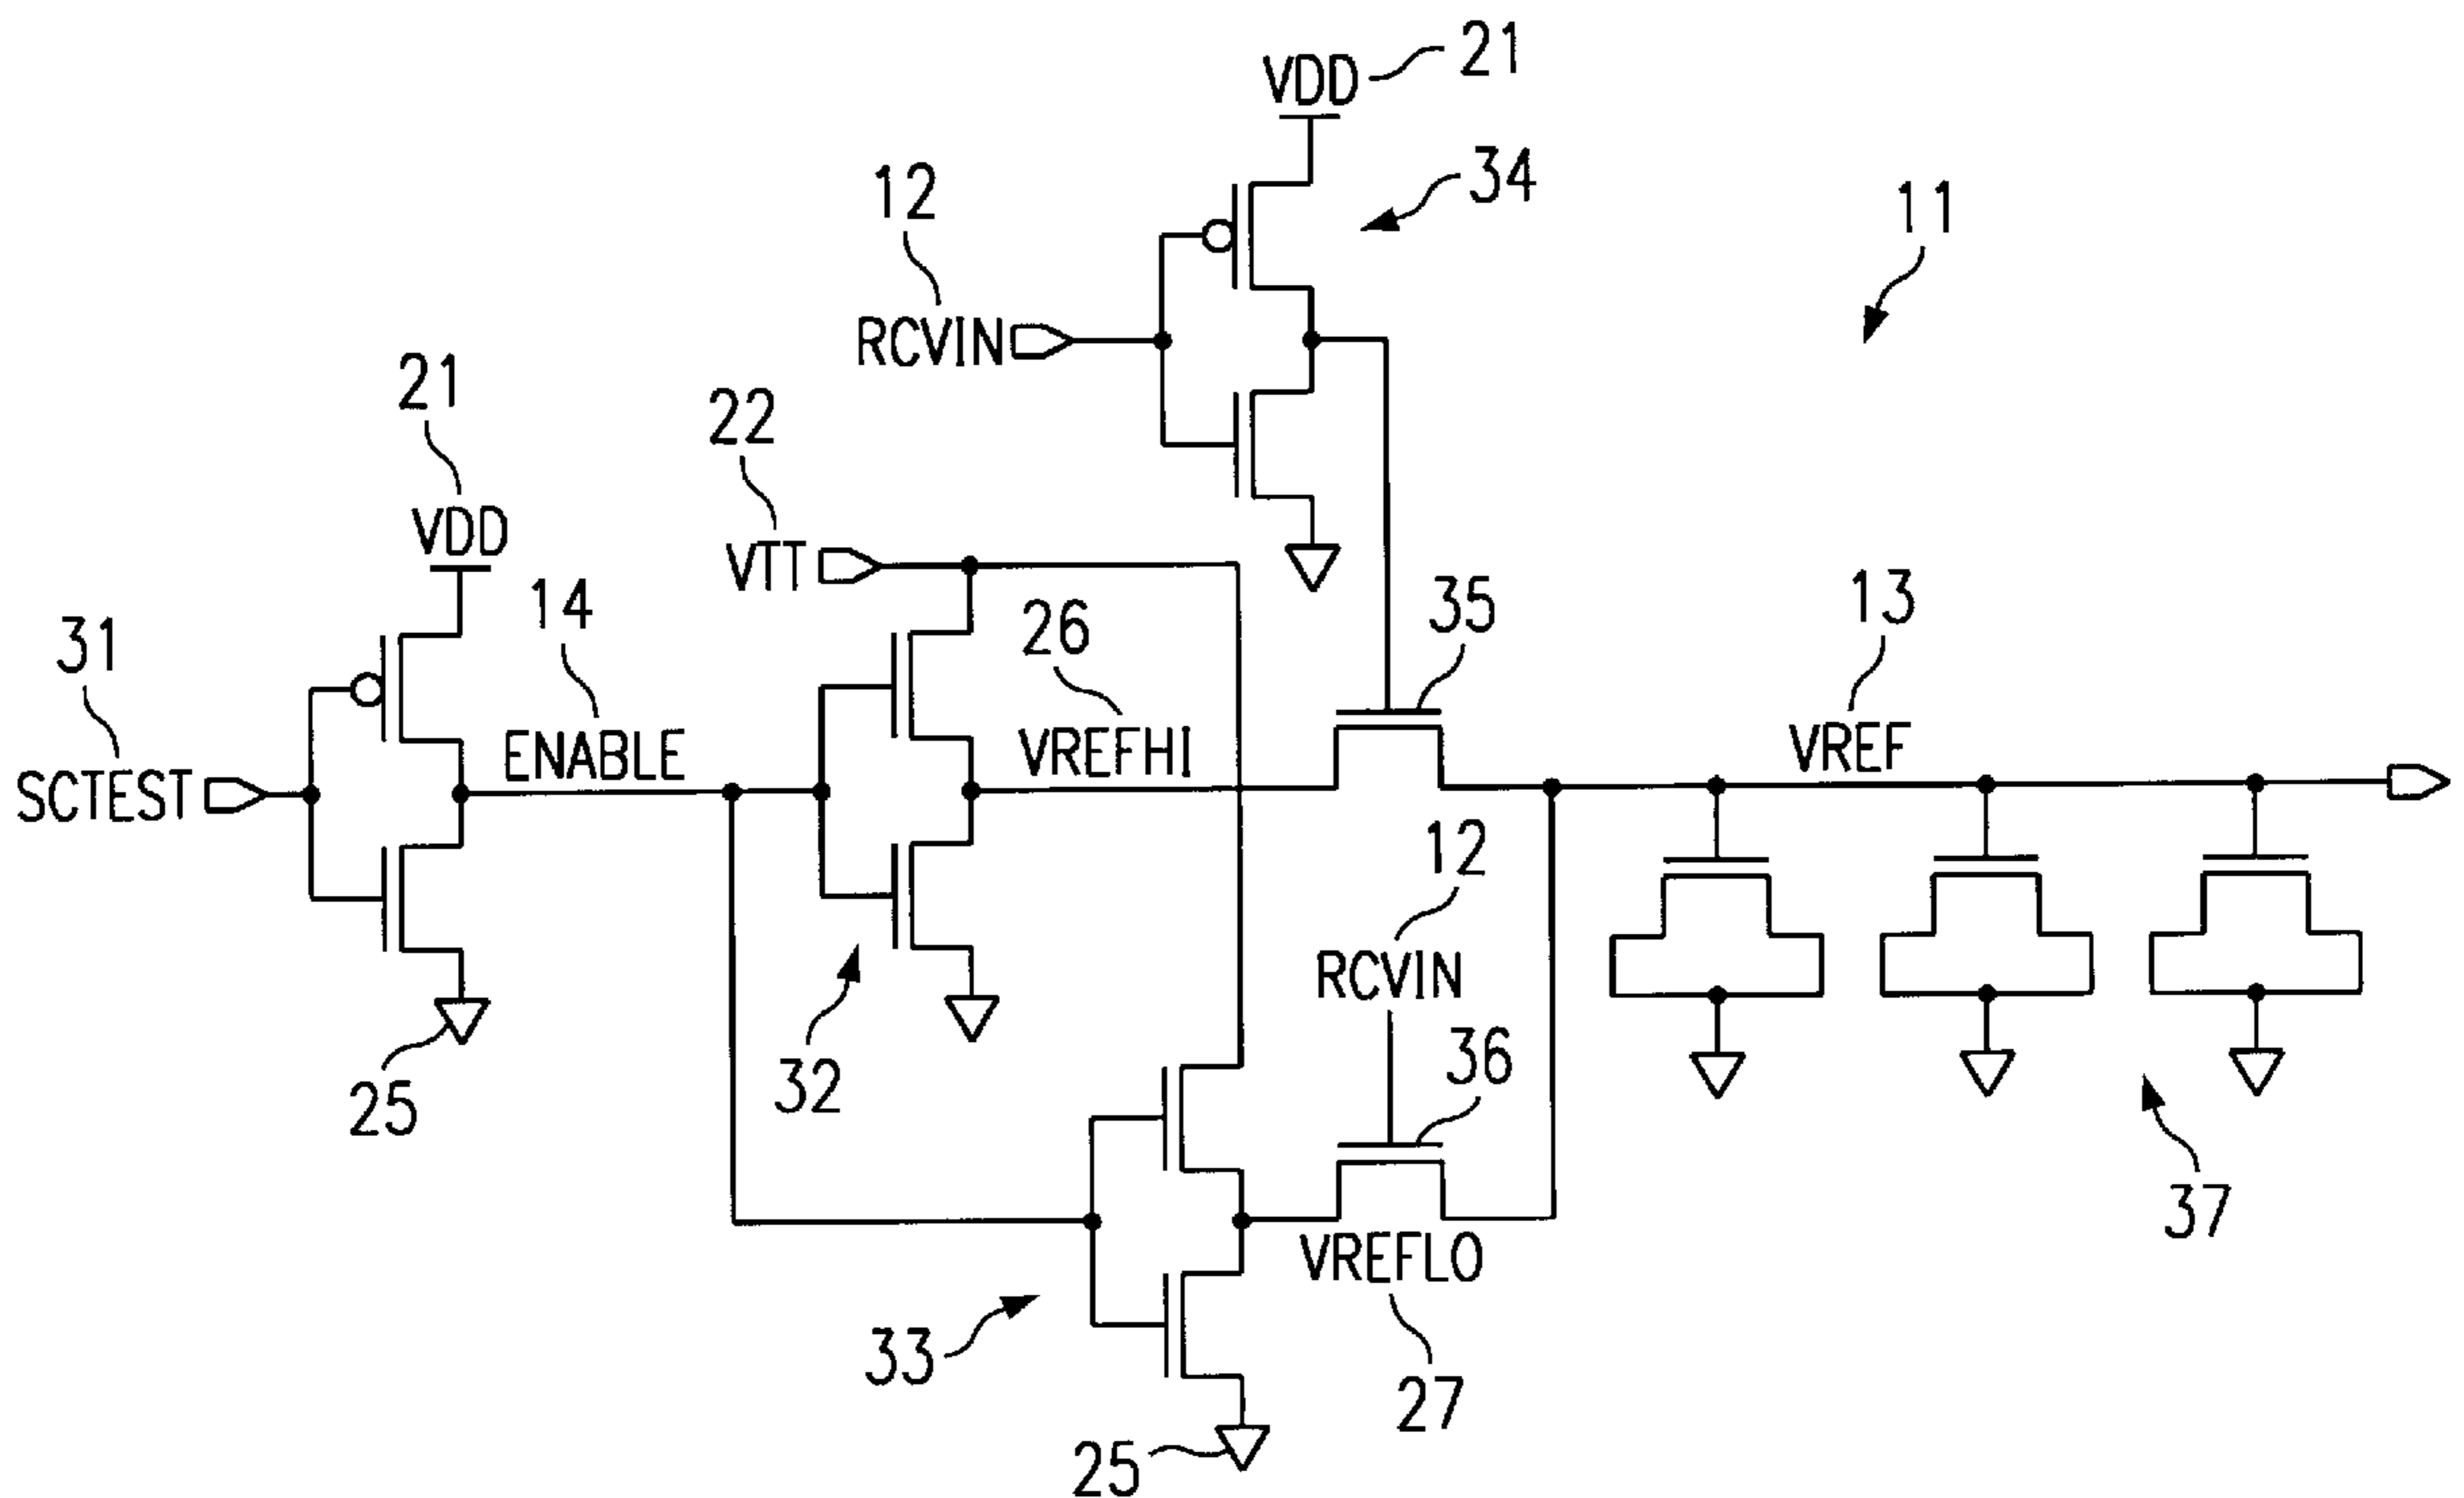 21
VDD
34
12
11
RCVIN
21
22
VDD
VTT
14
26
35
13
31
ENABLE
VREFHI
VREF
SCTEST
12
RCVIN
36
25
32
37
VREFLO
33
27
25